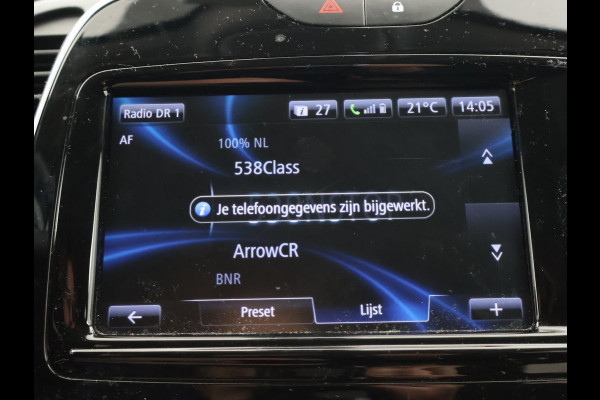 Radio DR 1
27
21°C
14:05
AF
100% NL
538Class
Je telefoongegevens zijn bijgewerkt.
ArrowCR
BNR
Preset
Lijst
+